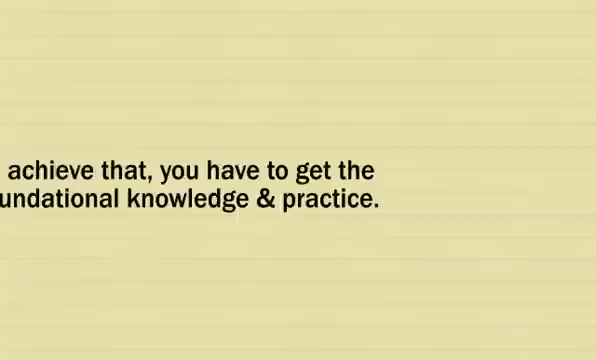 achieve that, you have to get the
undational knowledge & practice.